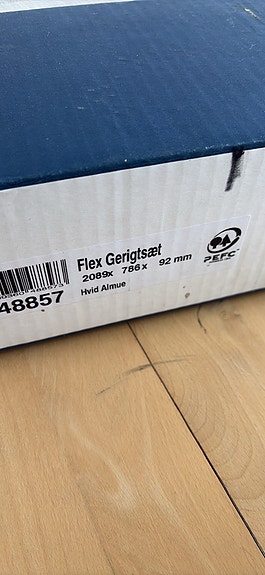 Flex Gerigtsæt
2089x 786x 92 mm
48857
Hvid Almue
PEFC